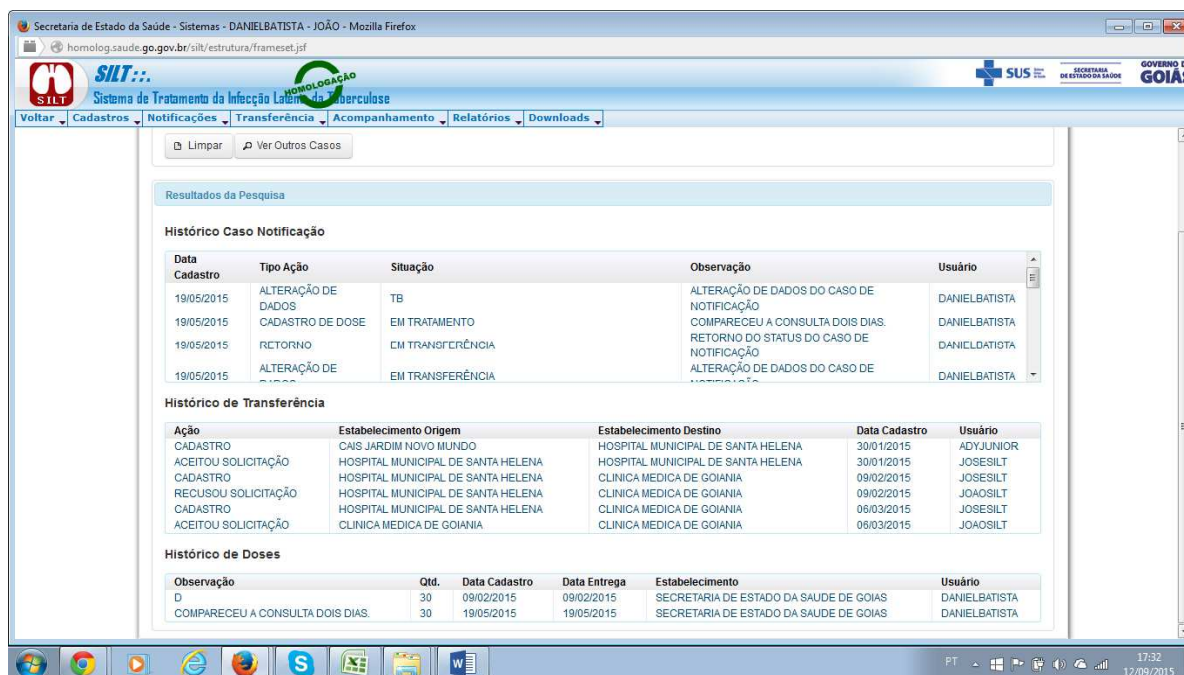 Secretaria de Estado da Saúde - Sistemas - DANIELBATISTA - JOÃO - Mozilla Firefox
homolog.saude.go.gov.br/silt/estrutura/frameset.jsf
SILT
SILT::.
HOMOLOGAÇÃO
Sistema de Tratamento da Infecção Latente da Tuberculose
SUS
SECRETARIA DE ESTADO DA SAÚDE
GOVERNO D
GOIÁS
Voltar Cadastros Notificações Transferência Acompanhamento Relatórios Downloads
Limpar Ver Outros Casos
Resultados da Pesquisa
Histórico Caso Notificação
Data Cadastro Tipo Ação Situação Observação Usuário
19/05/2015 ALTERAÇÃO DE DADOS TB ALTERAÇÃO DE DADOS DO CASO DE NOTIFICAÇÃO DANIELBATISTA
19/05/2015 CADASTRO DE DOSE EM TRATAMENTO COMPARECEU A CONSULTA DOIS DIAS. DANIELBATISTA
19/05/2015 RETORNO EM TRANSFERÊNCIA RETORNO DO STATUS DO CASO DE NOTIFICAÇÃO DANIELBATISTA
19/05/2015 ALTERAÇÃO DE EM TRANSFERÊNCIA ALTERAÇÃO DE DADOS DO CASO DE DANIELBATISTA
Histórico de Transferência
Ação Estabelecimento Origem Estabelecimento Destino Data Cadastro Usuário
CADASTRO CAIS JARDIM NOVO MUNDO HOSPITAL MUNICIPAL DE SANTA HELENA 30/01/2015 ADYJUNIOR
ACEITOU SOLICITAÇÃO HOSPITAL MUNICIPAL DE SANTA HELENA HOSPITAL MUNICIPAL DE SANTA HELENA 30/01/2015 JOSESILT
CADASTRO HOSPITAL MUNICIPAL DE SANTA HELENA CLINICA MEDICA DE GOIANIA 09/02/2015 JOSESILT
RECUSOU SOLICITAÇÃO HOSPITAL MUNICIPAL DE SANTA HELENA CLINICA MEDICA DE GOIANIA 09/02/2015 JOAOSILT
CADASTRO HOSPITAL MUNICIPAL DE SANTA HELENA CLINICA MEDICA DE GOIANIA 06/03/2015 JOSESILT
ACEITOU SOLICITAÇÃO CLINICA MEDICA DE GOIANIA CLINICA MEDICA DE GOIANIA 06/03/2015 JOAOSILT
Histórico de Doses
Observação Qtd. Data Cadastro Data Entrega Estabelecimento Usuário
D 30 09/02/2015 09/02/2015 SECRETARIA DE ESTADO DA SAUDE DE GOIAS DANIELBATISTA
COMPARECEU A CONSULTA DOIS DIAS. 30 19/05/2015 19/05/2015 SECRETARIA DE ESTADO DA SAUDE DE GOIAS DANIELBATISTA
PT
17:32
12/09/2015